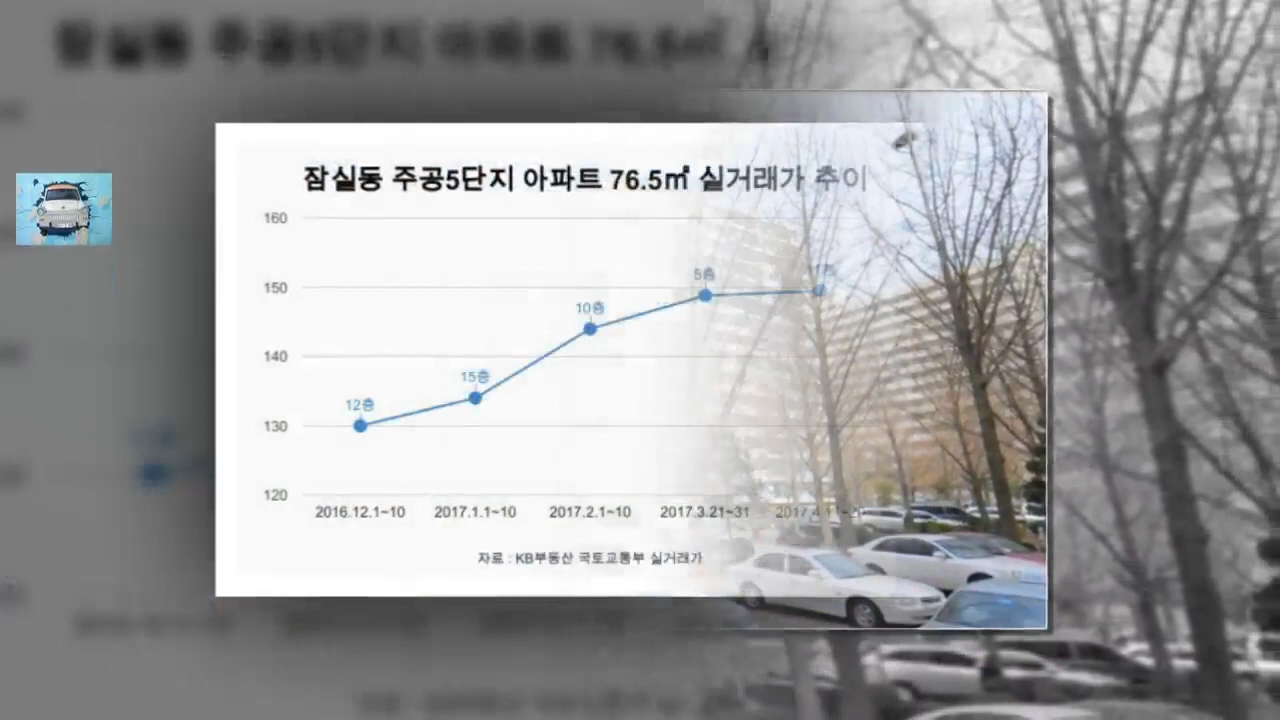 잠실동 주공5단지 아파트 76.5㎡ 실거래가 추이
160
150
140
130
120
12층
15층
10층
5층
2016.12.1~10
2017.1.1~10
2017.2.1~10
2017.3.21~31
자료 : KB부동산 국토교통부 실거래가